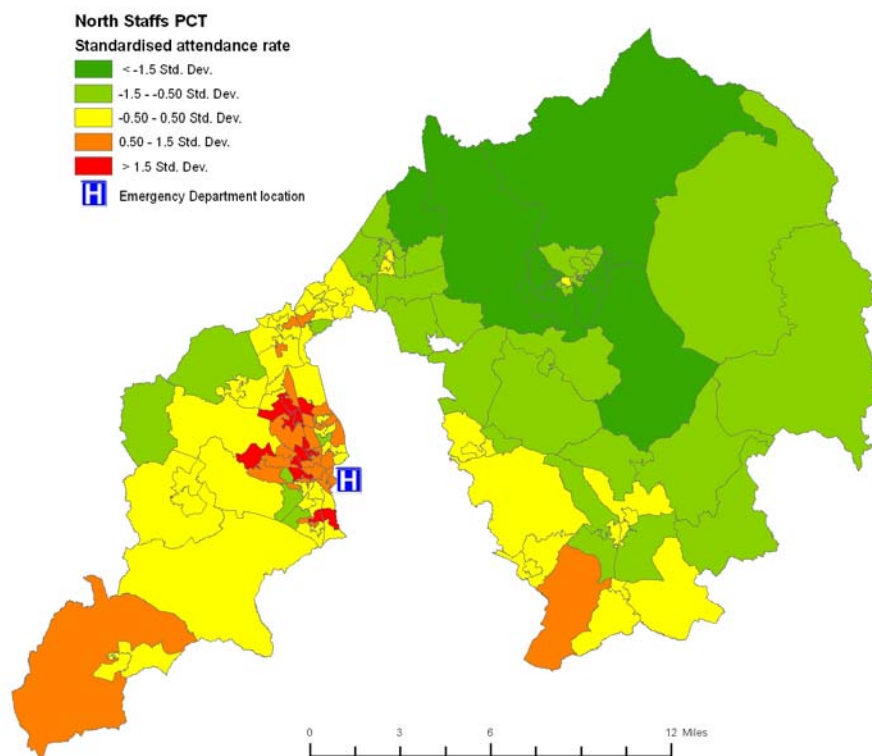 North Staffs PCT
Standardised attendance rate
< -1.5 Std. Dev.
-1.5 - -0.50 Std. Dev.
-0.50 - 0.50 Std. Dev.
0.50 - 1.5 Std. Dev.
> 1.5 Std. Dev.
H Emergency Department location
H
0 3 6 12 Miles